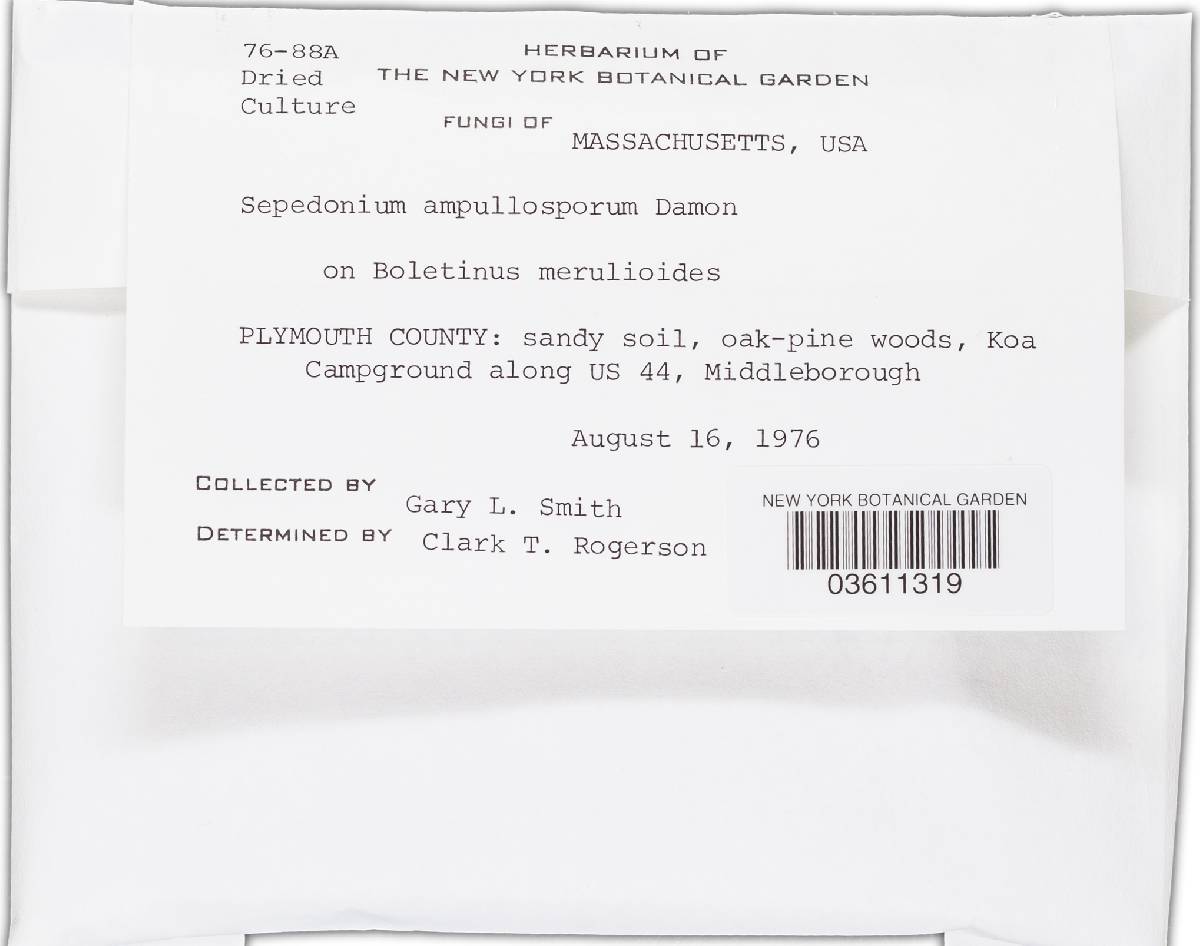 76-88A
Dried
Culture
HERBARIUM OF
THE NEW YORK BOTANICAL GARDEN
FUNGI OF
MASSACHUSETTS, USA
Sepedonium ampullosporum Damon
on Boletinus merulioides
PLYMOUTH COUNTY: sandy soil, oak-pine woods, Koa
Campground along US 44, Middleborough
August 16, 1976
COLLECTED BY
Gary L. Smith
DETERMINED BY
Clark T. Rogerson
NEW YORK BOTANICAL GARDEN
03611319